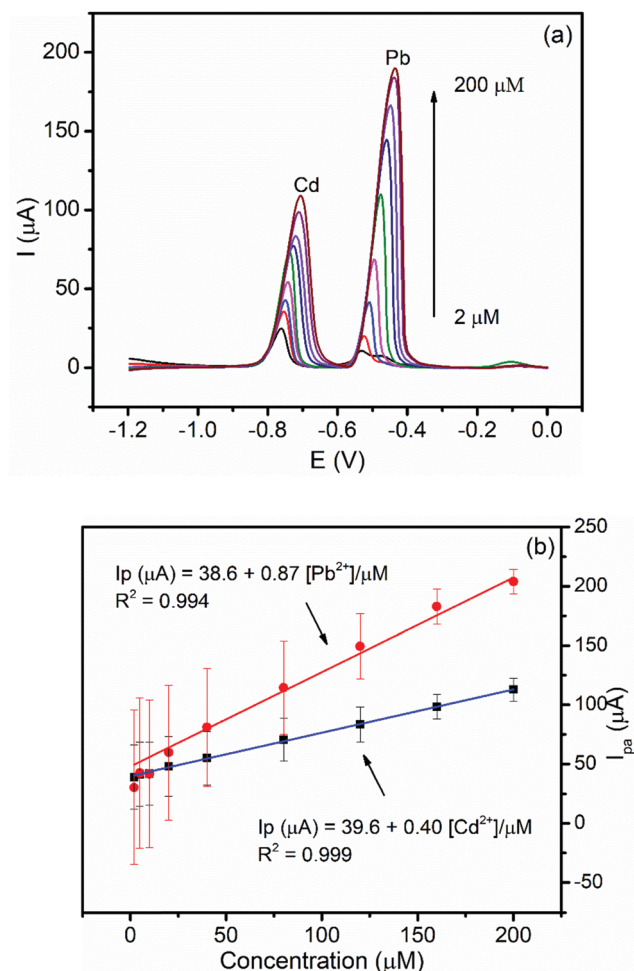 (a)
Pb
200 μM
Cd
2 μM
200
150
100
50
0
I (μA)
-1.2 -1.0 -0.8 -0.6 -0.4 -0.2 0.0
E (V)
(b)
Ip (μA) = 38.6 + 0.87 [Pb²⁺]/μM
R² = 0.994
Ip (μA) = 39.6 + 0.40 [Cd²⁺]/μM
R² = 0.999
250
200
150
100
50
0
-50
I_pa (μA)
0 50 100 150 200
Concentration (μM)